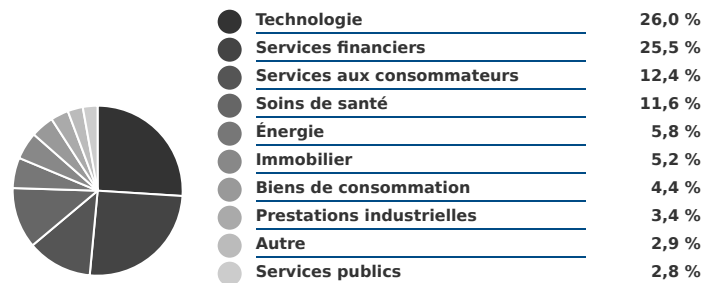 Technologie 26,0 %
Services financiers 25,5 %
Services aux consommateurs 12,4 %
Soins de santé 11,6 %
Énergie 5,8 %
Immobilier 5,2 %
Biens de consommation 4,4 %
Prestations industrielles 3,4 %
Autre 2,9 %
Services publics 2,8 %